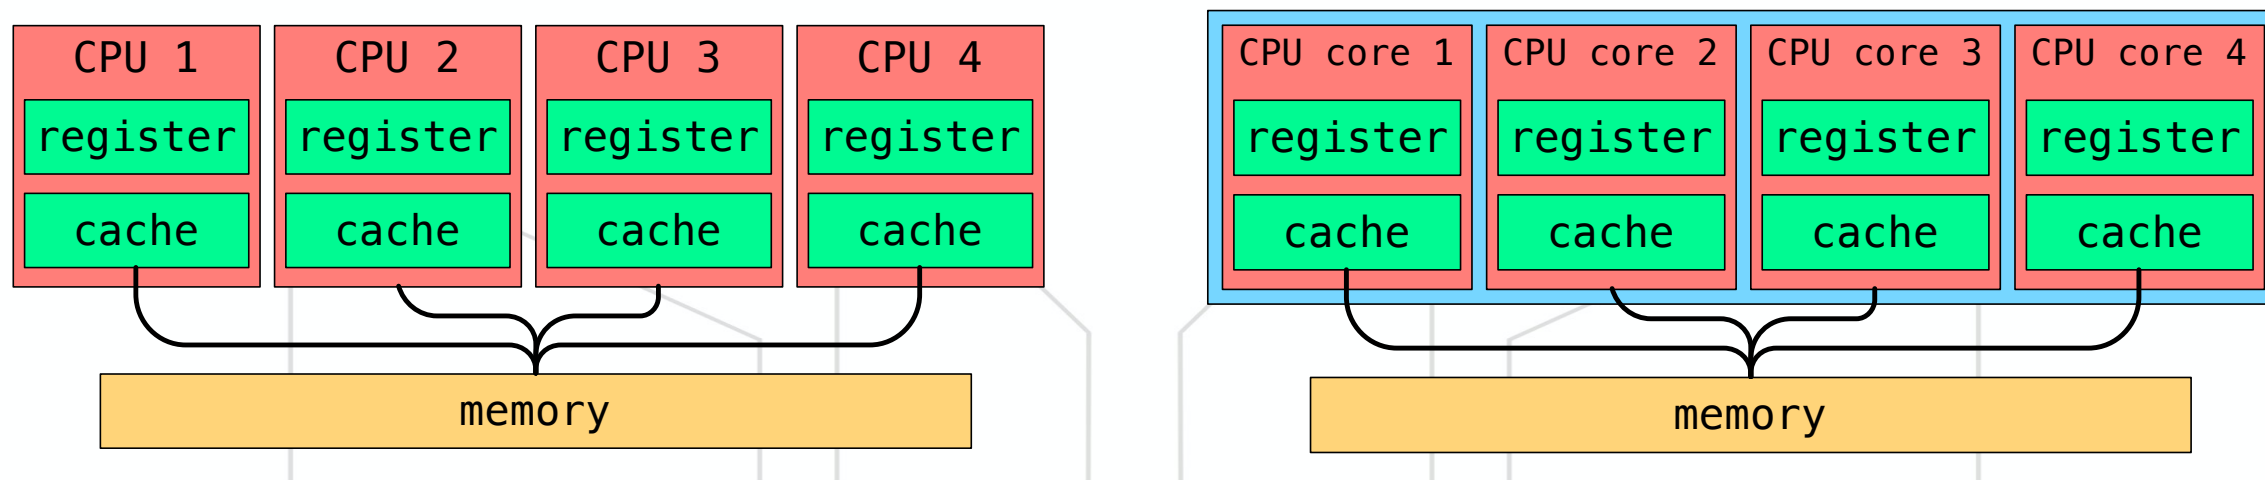 CPU 1 CPU 2 CPU 3 CPU 4
register register register register
cache cache cache cache
memory
CPU core 1 CPU core 2 CPU core 3 CPU core 4
register register register register
cache cache cache cache
memory